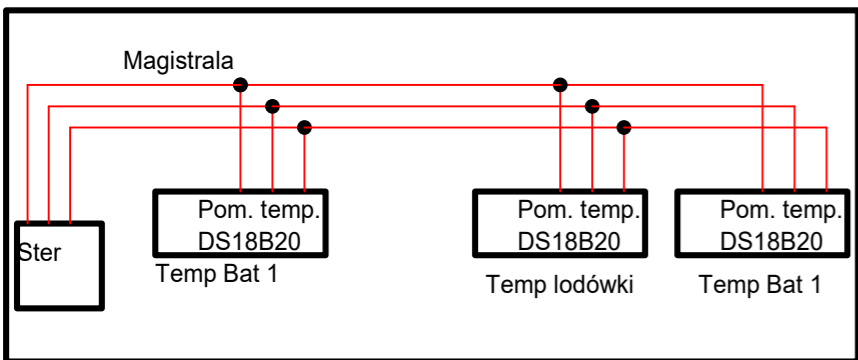 Magistrala
Ster
Pom. temp.
DS18B20
Temp Bat 1
Pom. temp.
DS18B20
Temp lodówki
Pom. temp.
DS18B20
Temp Bat 1